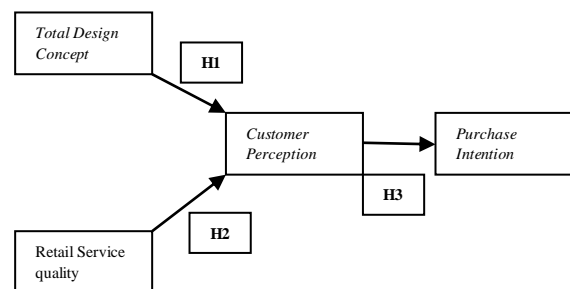 Total Design
Concept
H1
Customer
Perception
Purchase
Intention
H3
H2
Retail Service
quality